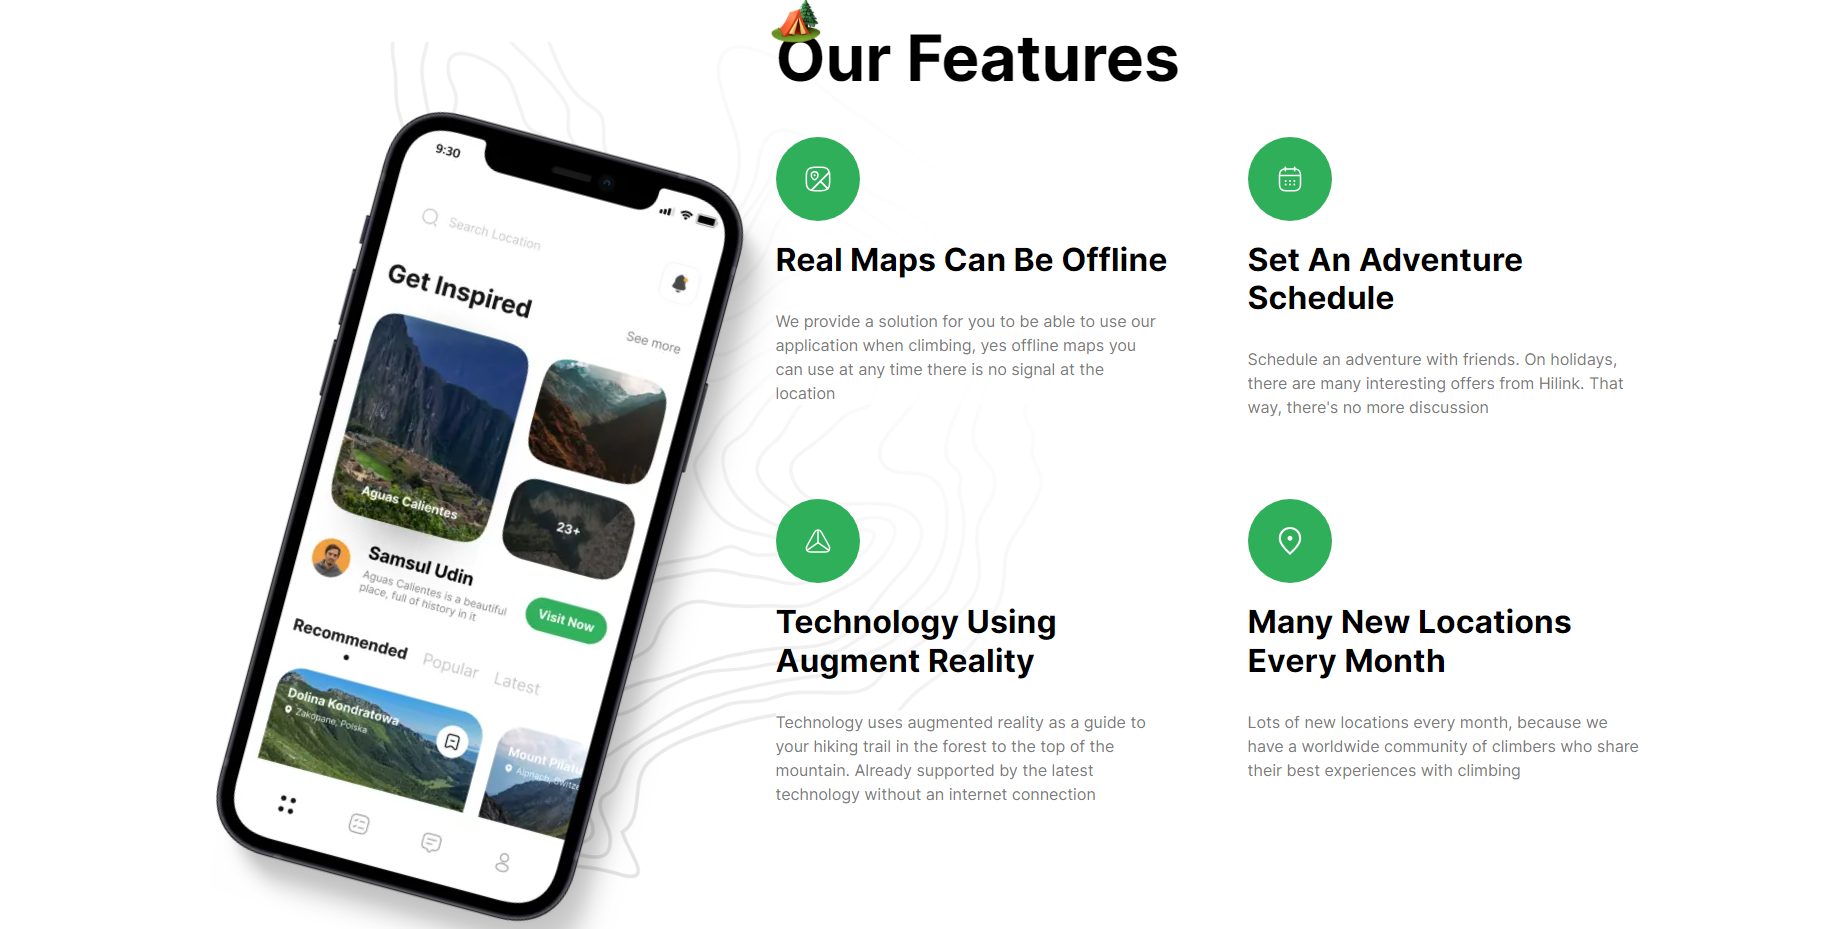 Our Features
9:30
Search Location
Get Inspired
See more
Aguas Calientes
23+
Samsul Udin
Aguas Calientes is a beautiful
place, full of history in it
Visit Now
Recommended
Popular
Latest
Dolina Kondratowa
Zakopane, Polska
Mount Pilatu
Alpnach, Switze
Real Maps Can Be Offline
We provide a solution for you to be able to use our
application when climbing, yes offline maps you
can use at any time there is no signal at the
location
Set An Adventure
Schedule
Schedule an adventure with friends. On holidays,
there are many interesting offers from Hilink. That
way, there's no more discussion
Technology Using
Augment Reality
Technology uses augmented reality as a guide to
your hiking trail in the forest to the top of the
mountain. Already supported by the latest
technology without an internet connection
Many New Locations
Every Month
Lots of new locations every month, because we
have a worldwide community of climbers who share
their best experiences with climbing